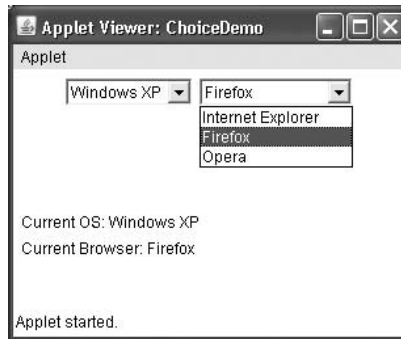 Applet Viewer: ChoiceDemo
Applet
Windows XP Firefox
Internet Explorer
Firefox
Opera
Current OS: Windows XP
Current Browser: Firefox
Applet started.